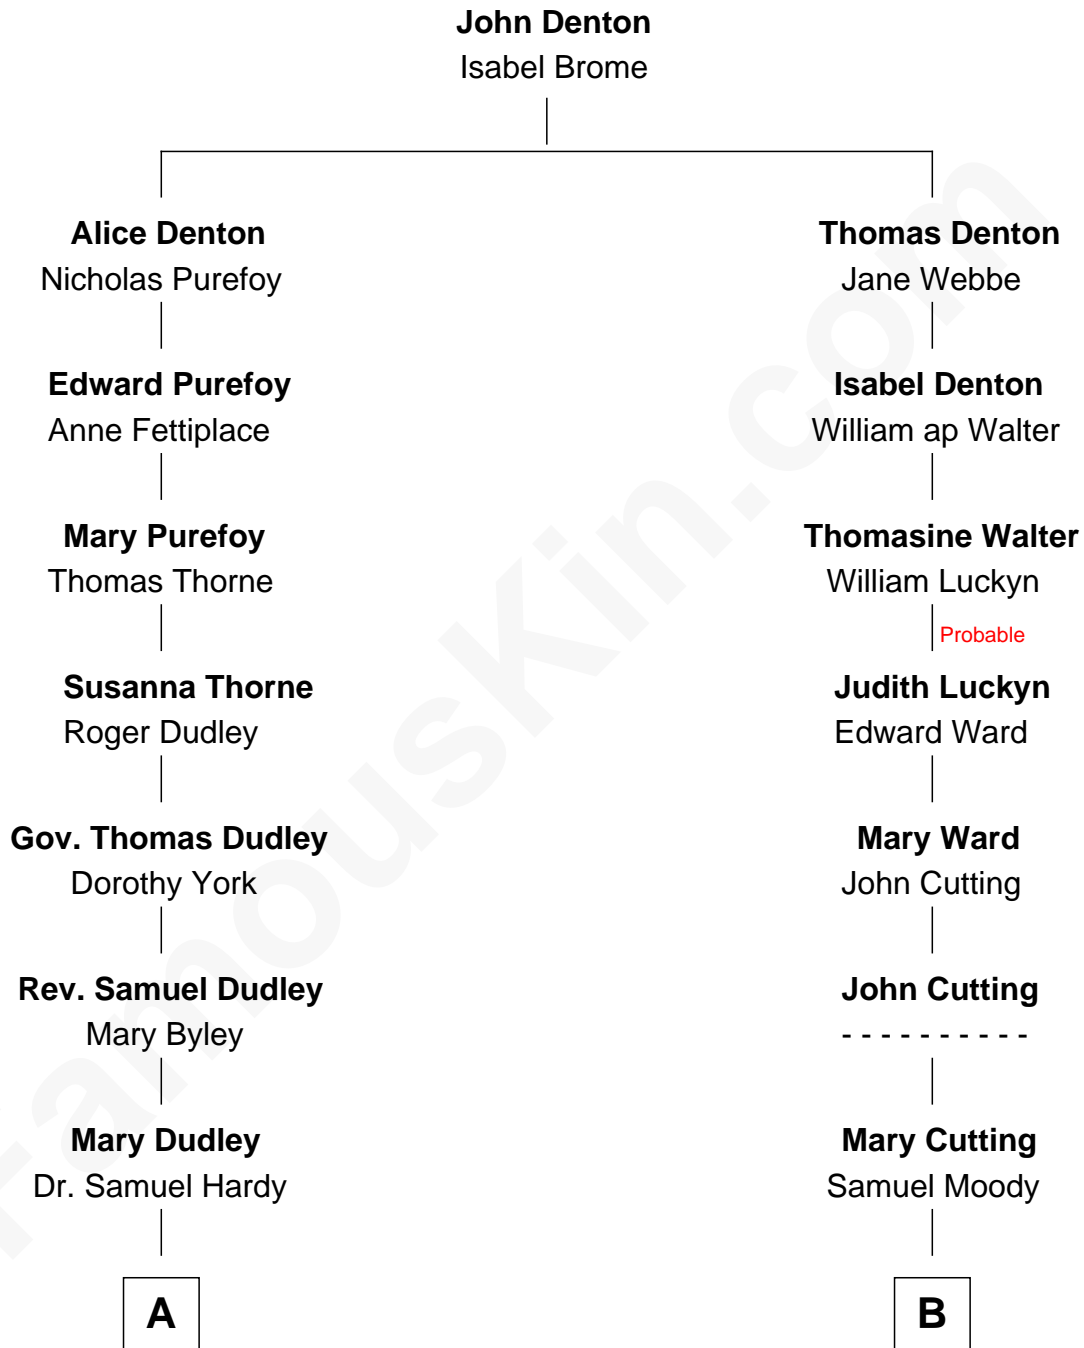 John Denton
Isabel Brome
Alice Denton
Nicholas Purefoy
Edward Purefoy
Anne Fettiplace
Mary Purefoy
Thomas Thorne
Susanna Thorne
Roger Dudley
Gov. Thomas Dudley
Dorothy York
Rev. Samuel Dudley
Mary Byley
Mary Dudley
Dr. Samuel Hardy
A
Thomas Denton
Jane Webbe
Isabel Denton
William ap Walter
Thomasine Walter
William Luckyn
Probable
Judith Luckyn
Edward Ward
Mary Ward
John Cutting
John Cutting
- - - - - - - - - -
Mary Cutting
Samuel Moody
B
FamousKin.com